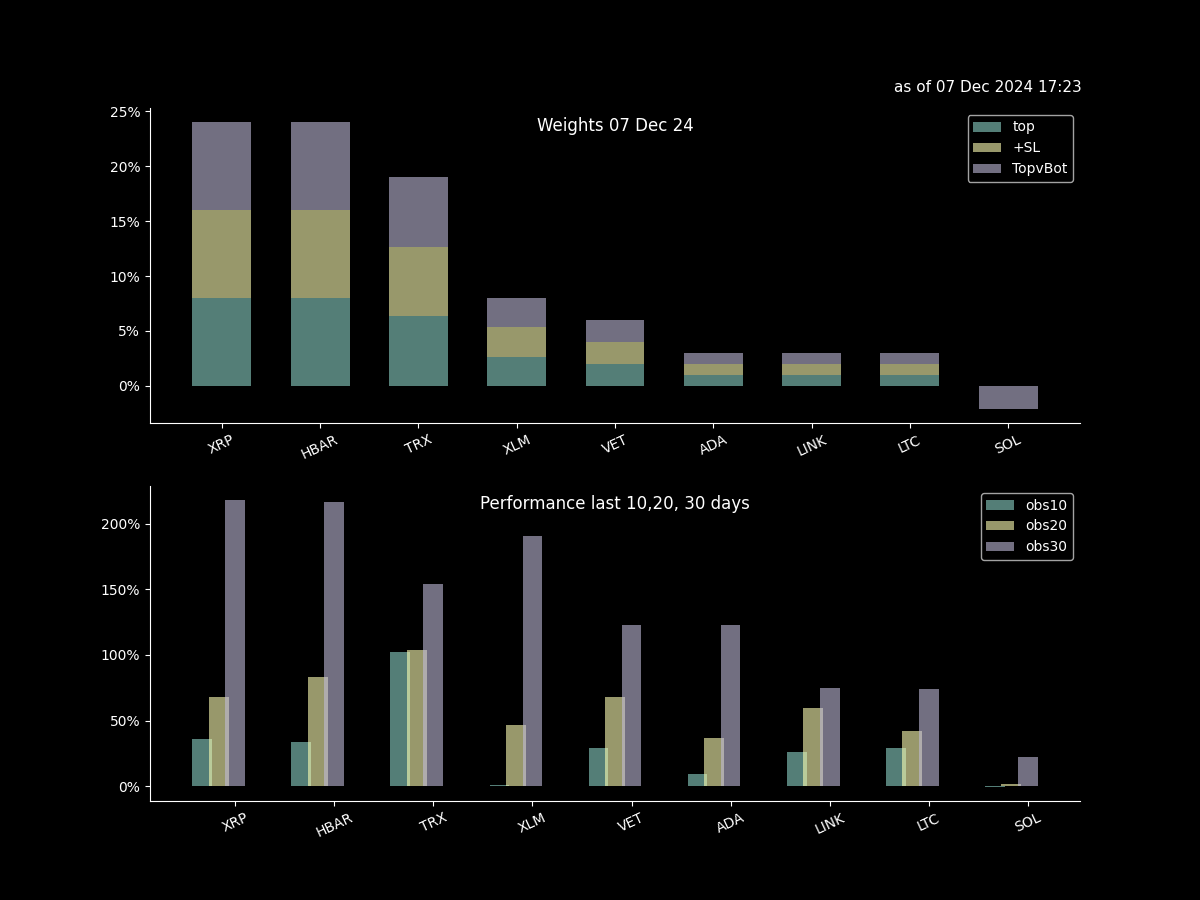 as of 07 Dec 2024 17:23
Weights 07 Dec 24
top
+SL
TopvBot
25%
20%
15%
10%
5%
0%
XRP HBAR TRX XLM VET ADA LINK LTC SOL
Performance last 10,20, 30 days
obs10
obs20
obs30
200%
150%
100%
50%
0%
XRP HBAR TRX XLM VET ADA LINK LTC SOL